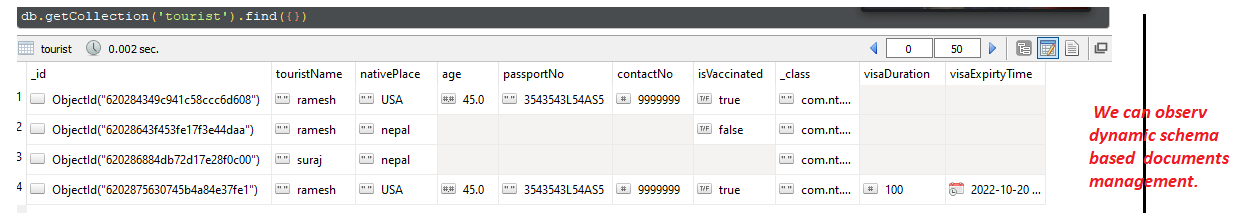 db.getCollection('tourist').find({})
tourist 0.002 sec. 0 50
_id touristName nativePlace age passportNo contactNo isVaccinated _class visaDuration visaExpirtyTime
1 ObjectId("620284349c941c58ccc6d608") "" ramesh "" USA #.# 45.0 "" 3543543L54AS5 # 9999999 T/F true "" com.nt....
2 ObjectId("62028643f453fe17f3e44daa") "" ramesh "" nepal T/F false
3 ObjectId("620286884db72d17e28f0c00") "" suraj "" nepal "" com.nt....
4 ObjectId("6202875630745b4a84e37fe1") "" ramesh "" USA #.# 45.0 "" 3543543L54AS5 # 9999999 T/F true "" com.nt.... # 100 2022-10-20 ...
We can observ
dynamic schema
based documents
management.